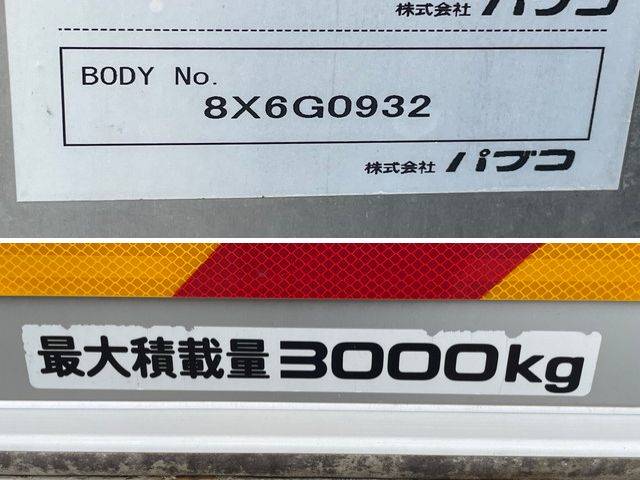 株式会社 パブコ
BODY No.
8X6G0932
株式会社 パブコ
最大積載量 3000kg